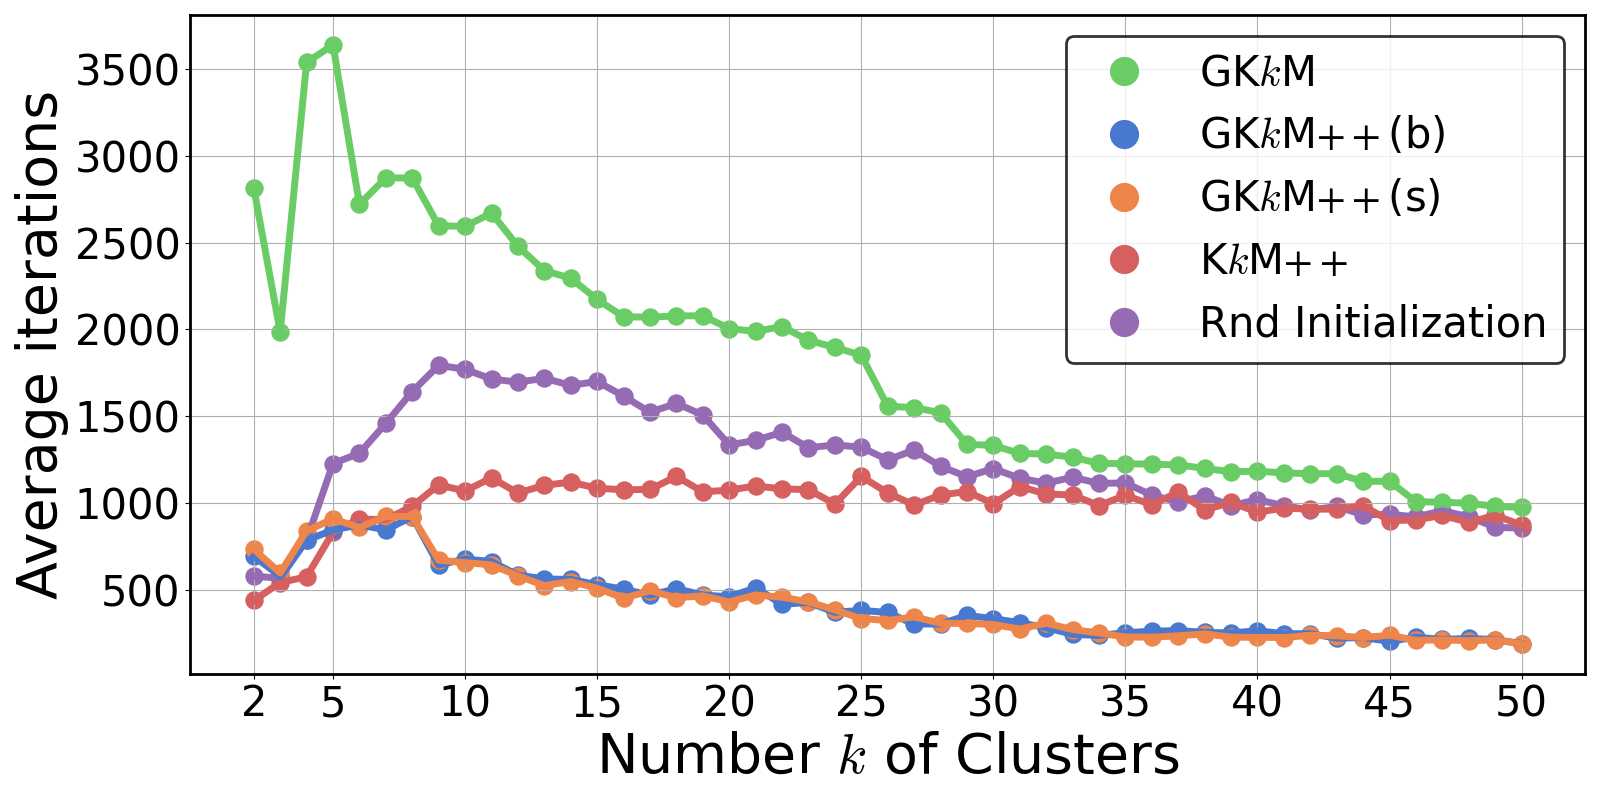 Average iterations
3500
3000
2500
2000
1500
1000
500
GKkM
GKkM++(b)
GKkM++(s)
KkM++
Rnd Initialization
2 5 10 15 20 25 30 35 40 45 50
Number k of Clusters